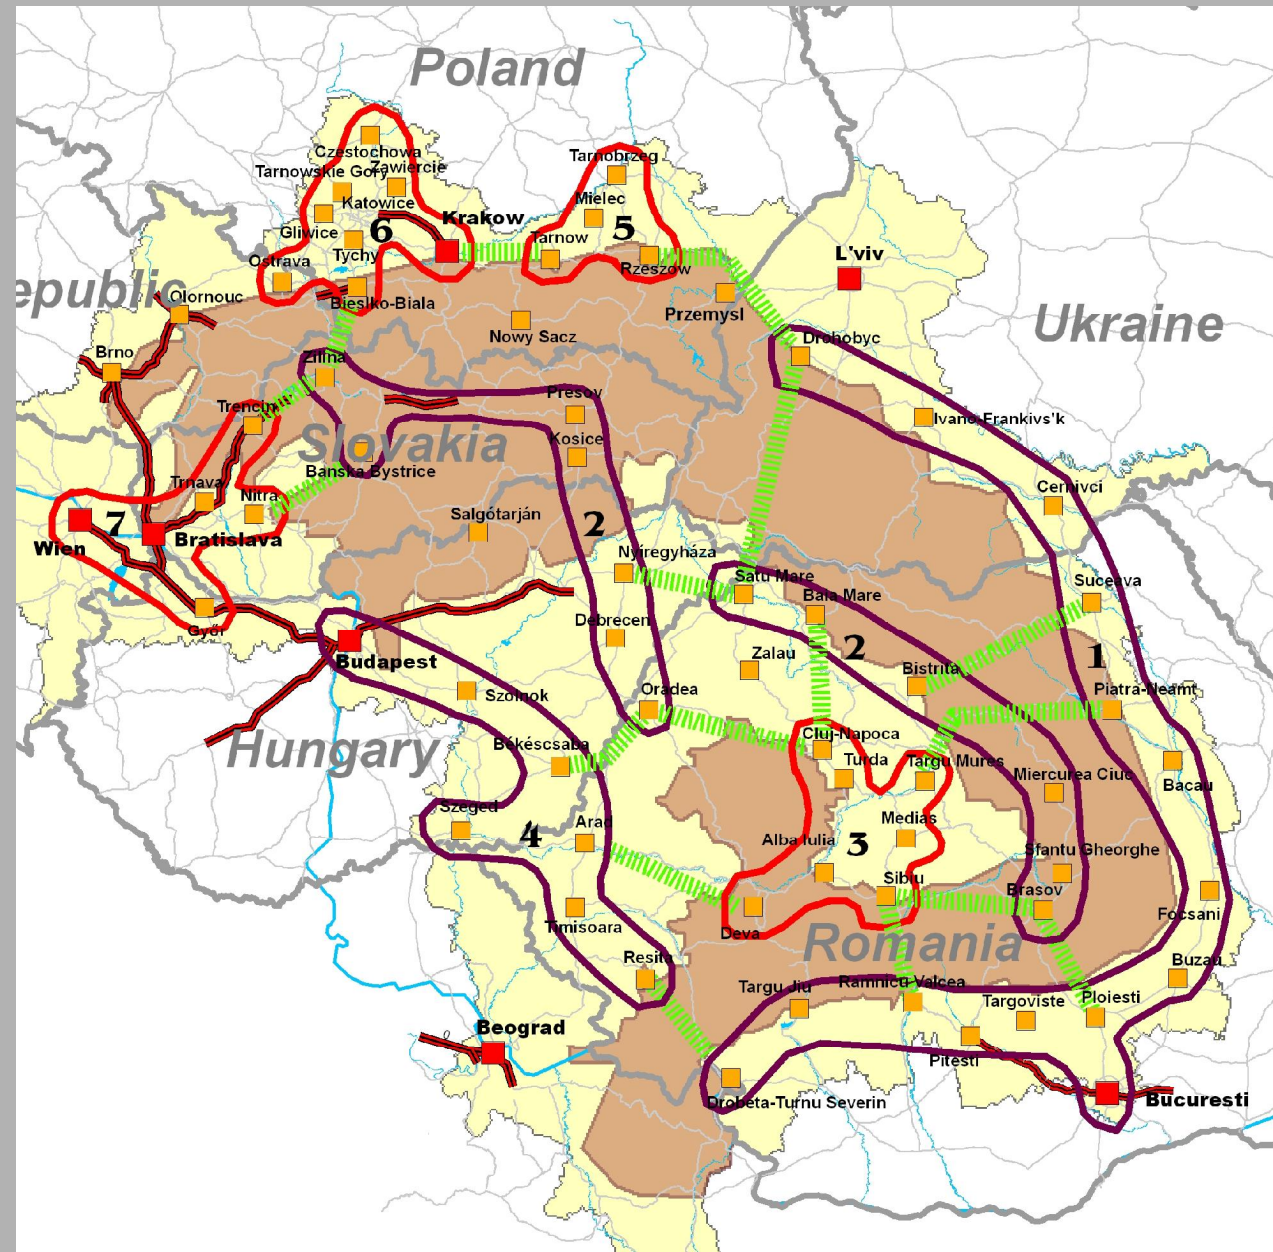 Poland
Czestochowa
Tarnobrzeg
Tarnowskie Gory
Zawiercie
Katowice
Mielec
Krakow
Gliwice
6
5
Tarnow
Tychy
Ostrava
Rzeszow
L'viv
epublic
Olornouc
Bieslko-Biala
Przemysl
Ukraine
Nowy Sacz
Drohobyc
Brno
Zilina
Presov
Trencin
Ivano-Frankivs'k
Slovakia
Kosice
Banska Bystrice
Trnava
Nitra
Cernivci
7
Salgótarján
2
Wien
Bratislava
Nyíregyháza
Satu Mare
Suceava
Baia Mare
Debrecen
Győr
2
Budapest
Zalau
Bistrita
1
Szolnok
Oradea
Piatra-Neamt
Hungary
Békéscsaba
Cluj-Napoca
Turda
Targu Mures
Miercurea Ciuc
Bacau
Szeged
4
Arad
Medias
Alba Iulia
3
Sfantu Gheorghe
Sibiu
Brasov
Focsani
Timisoara
Deva
Romania
Resita
Buzau
Targu Jiu
Ramnicu Valcea
Targoviste
Ploiesti
Beograd
Pitesti
Drobeta-Turnu Severin
Bucuresti